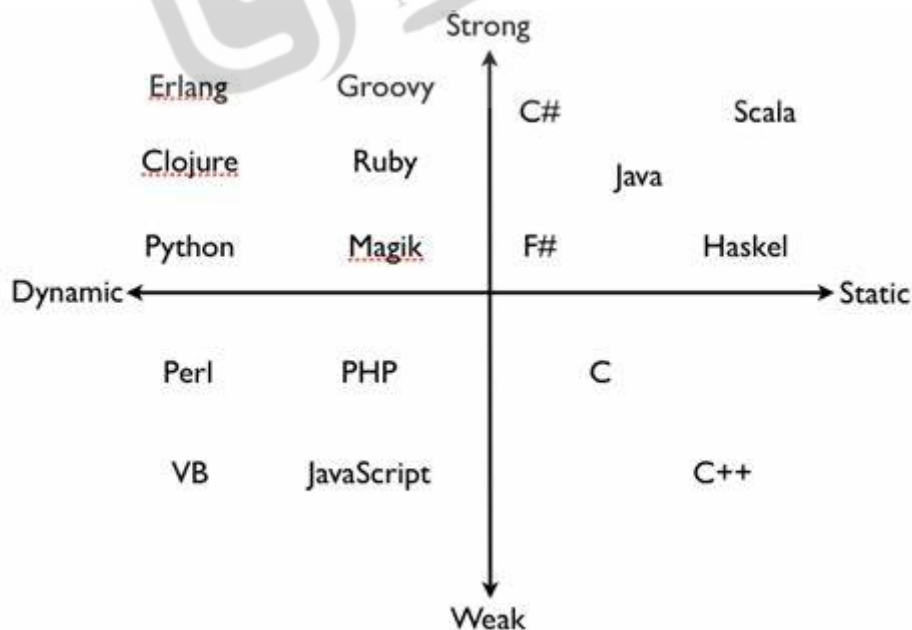 Strong
Erlang Groovy C# Scala
Clojure Ruby Java
Python Magik F# Haskel
Dynamic Static
Perl PHP C
VB JavaScript C++
Weak